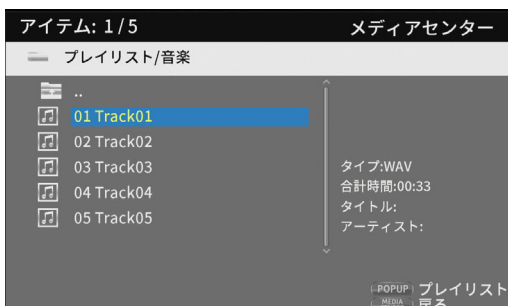 アイテム: 1/5
メディアセンター
プレイリスト/音楽
..
01 Track01
02 Track02
03 Track03
04 Track04
05 Track05
タイプ:WAV
合計時間:00:33
タイトル:
アーティスト:
POPUP プレイリスト
MEDIA 戻る